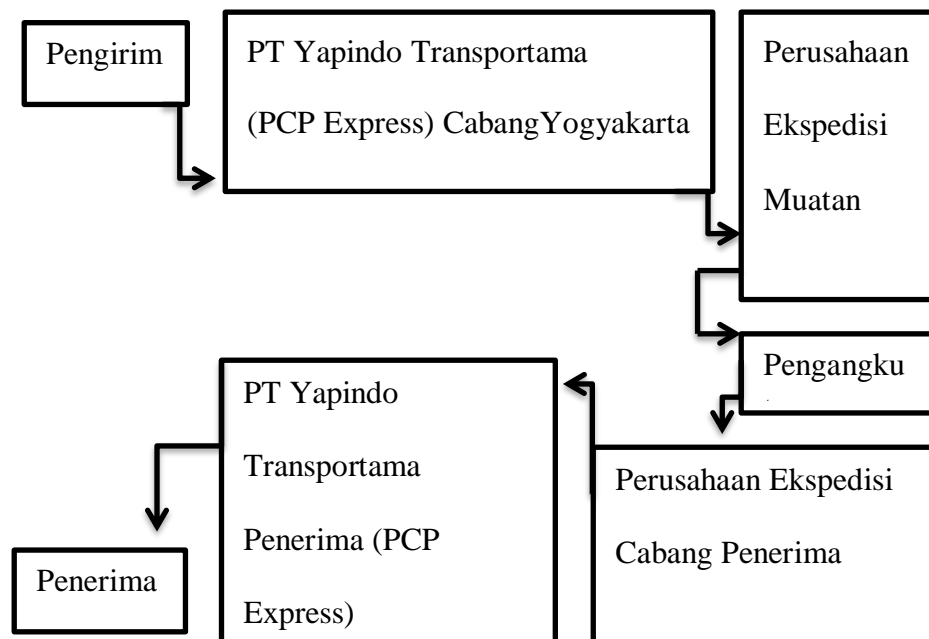 Pengirim
PT Yapindo Transportama
(PCP Express) CabangYogyakarta
Perusahaan
Ekspedisi
Muatan
Pengangku
PT Yapindo
Transportama
Penerima (PCP
Express)
Perusahaan Ekspedisi
Cabang Penerima
Penerima